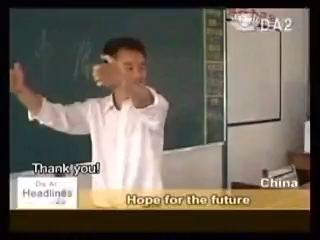 DA2
Thank you!
China
Da Ai
Headlines
Hope for the future